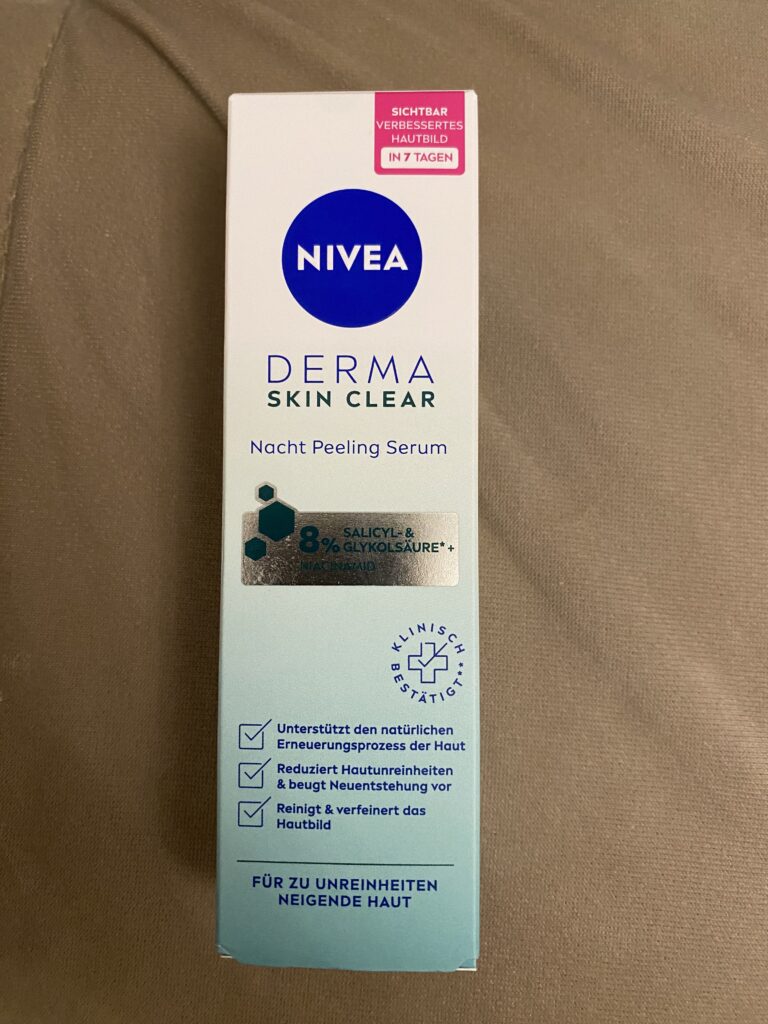 SICHTBAR
VERBESSERTES
HAUTBILD
IN 7 TAGEN
NIVEA
DERMA
SKIN CLEAR
Nacht Peeling Serum
8% SALICYL- &
GLYKOLSÄURE* +
NIACINAMID
KLINISCH
BESTÄTIGT**
Unterstützt den natürlichen
Erneuerungsprozess der Haut
Reduziert Hautunreinheiten
& beugt Neuentstehung vor
Reinigt & verfeinert das
Hautbild
FÜR ZU UNREINHEITEN
NEIGENDE HAUT